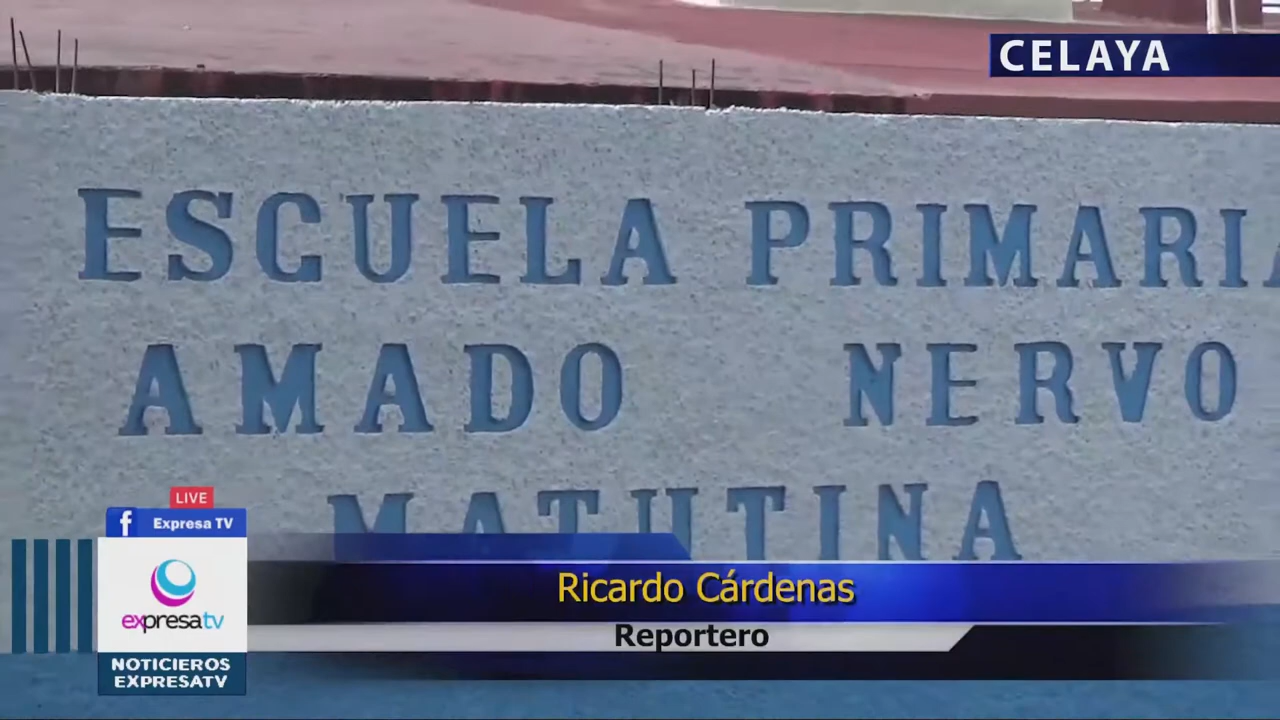 CELAYA
ESCUELA PRIMARIA
AMADO NERVO
MATUTINA
LIVE
f Expresa TV
expresatv
NOTICIEROS
EXPRESATV
Ricardo Cárdenas
Reportero